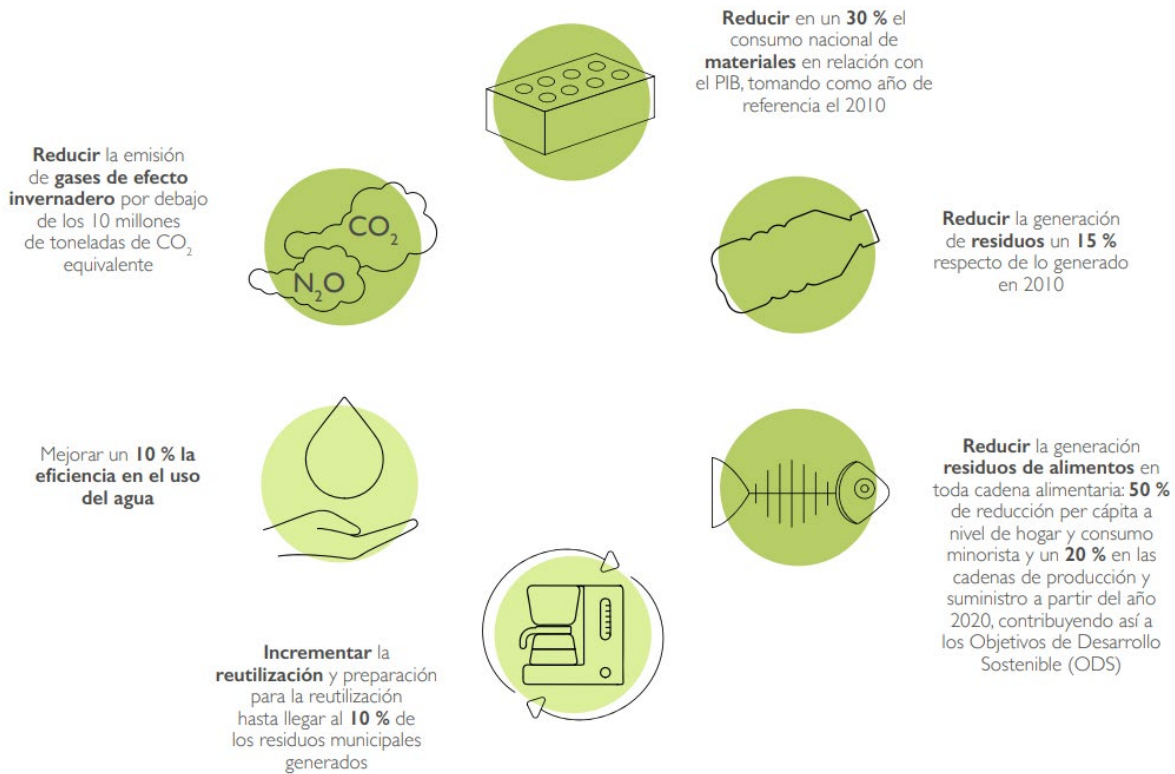 Reducir en un 30 % el
consumo nacional de
materiales en relación con
el PIB, tomando como año de
referencia el 2010
Reducir la emisión
de gases de efecto
invernadero por debajo
de los 10 millones
de toneladas de CO₂
equivalente
CO₂
N₂O
Reducir la generación
de residuos un 15 %
respecto de lo generado
en 2010
Mejorar un 10 % la
eficiencia en el uso
del agua
Reducir la generación
residuos de alimentos en
toda cadena alimentaria: 50 %
de reducción per cápita a
nivel de hogar y consumo
minorista y un 20 % en las
cadenas de producción y
suministro a partir del año
2020, contribuyendo así a
los Objetivos de Desarrollo
Sostenible (ODS)
Incrementar la
reutilización y preparación
para la reutilización
hasta llegar al 10 % de
los residuos municipales
generados